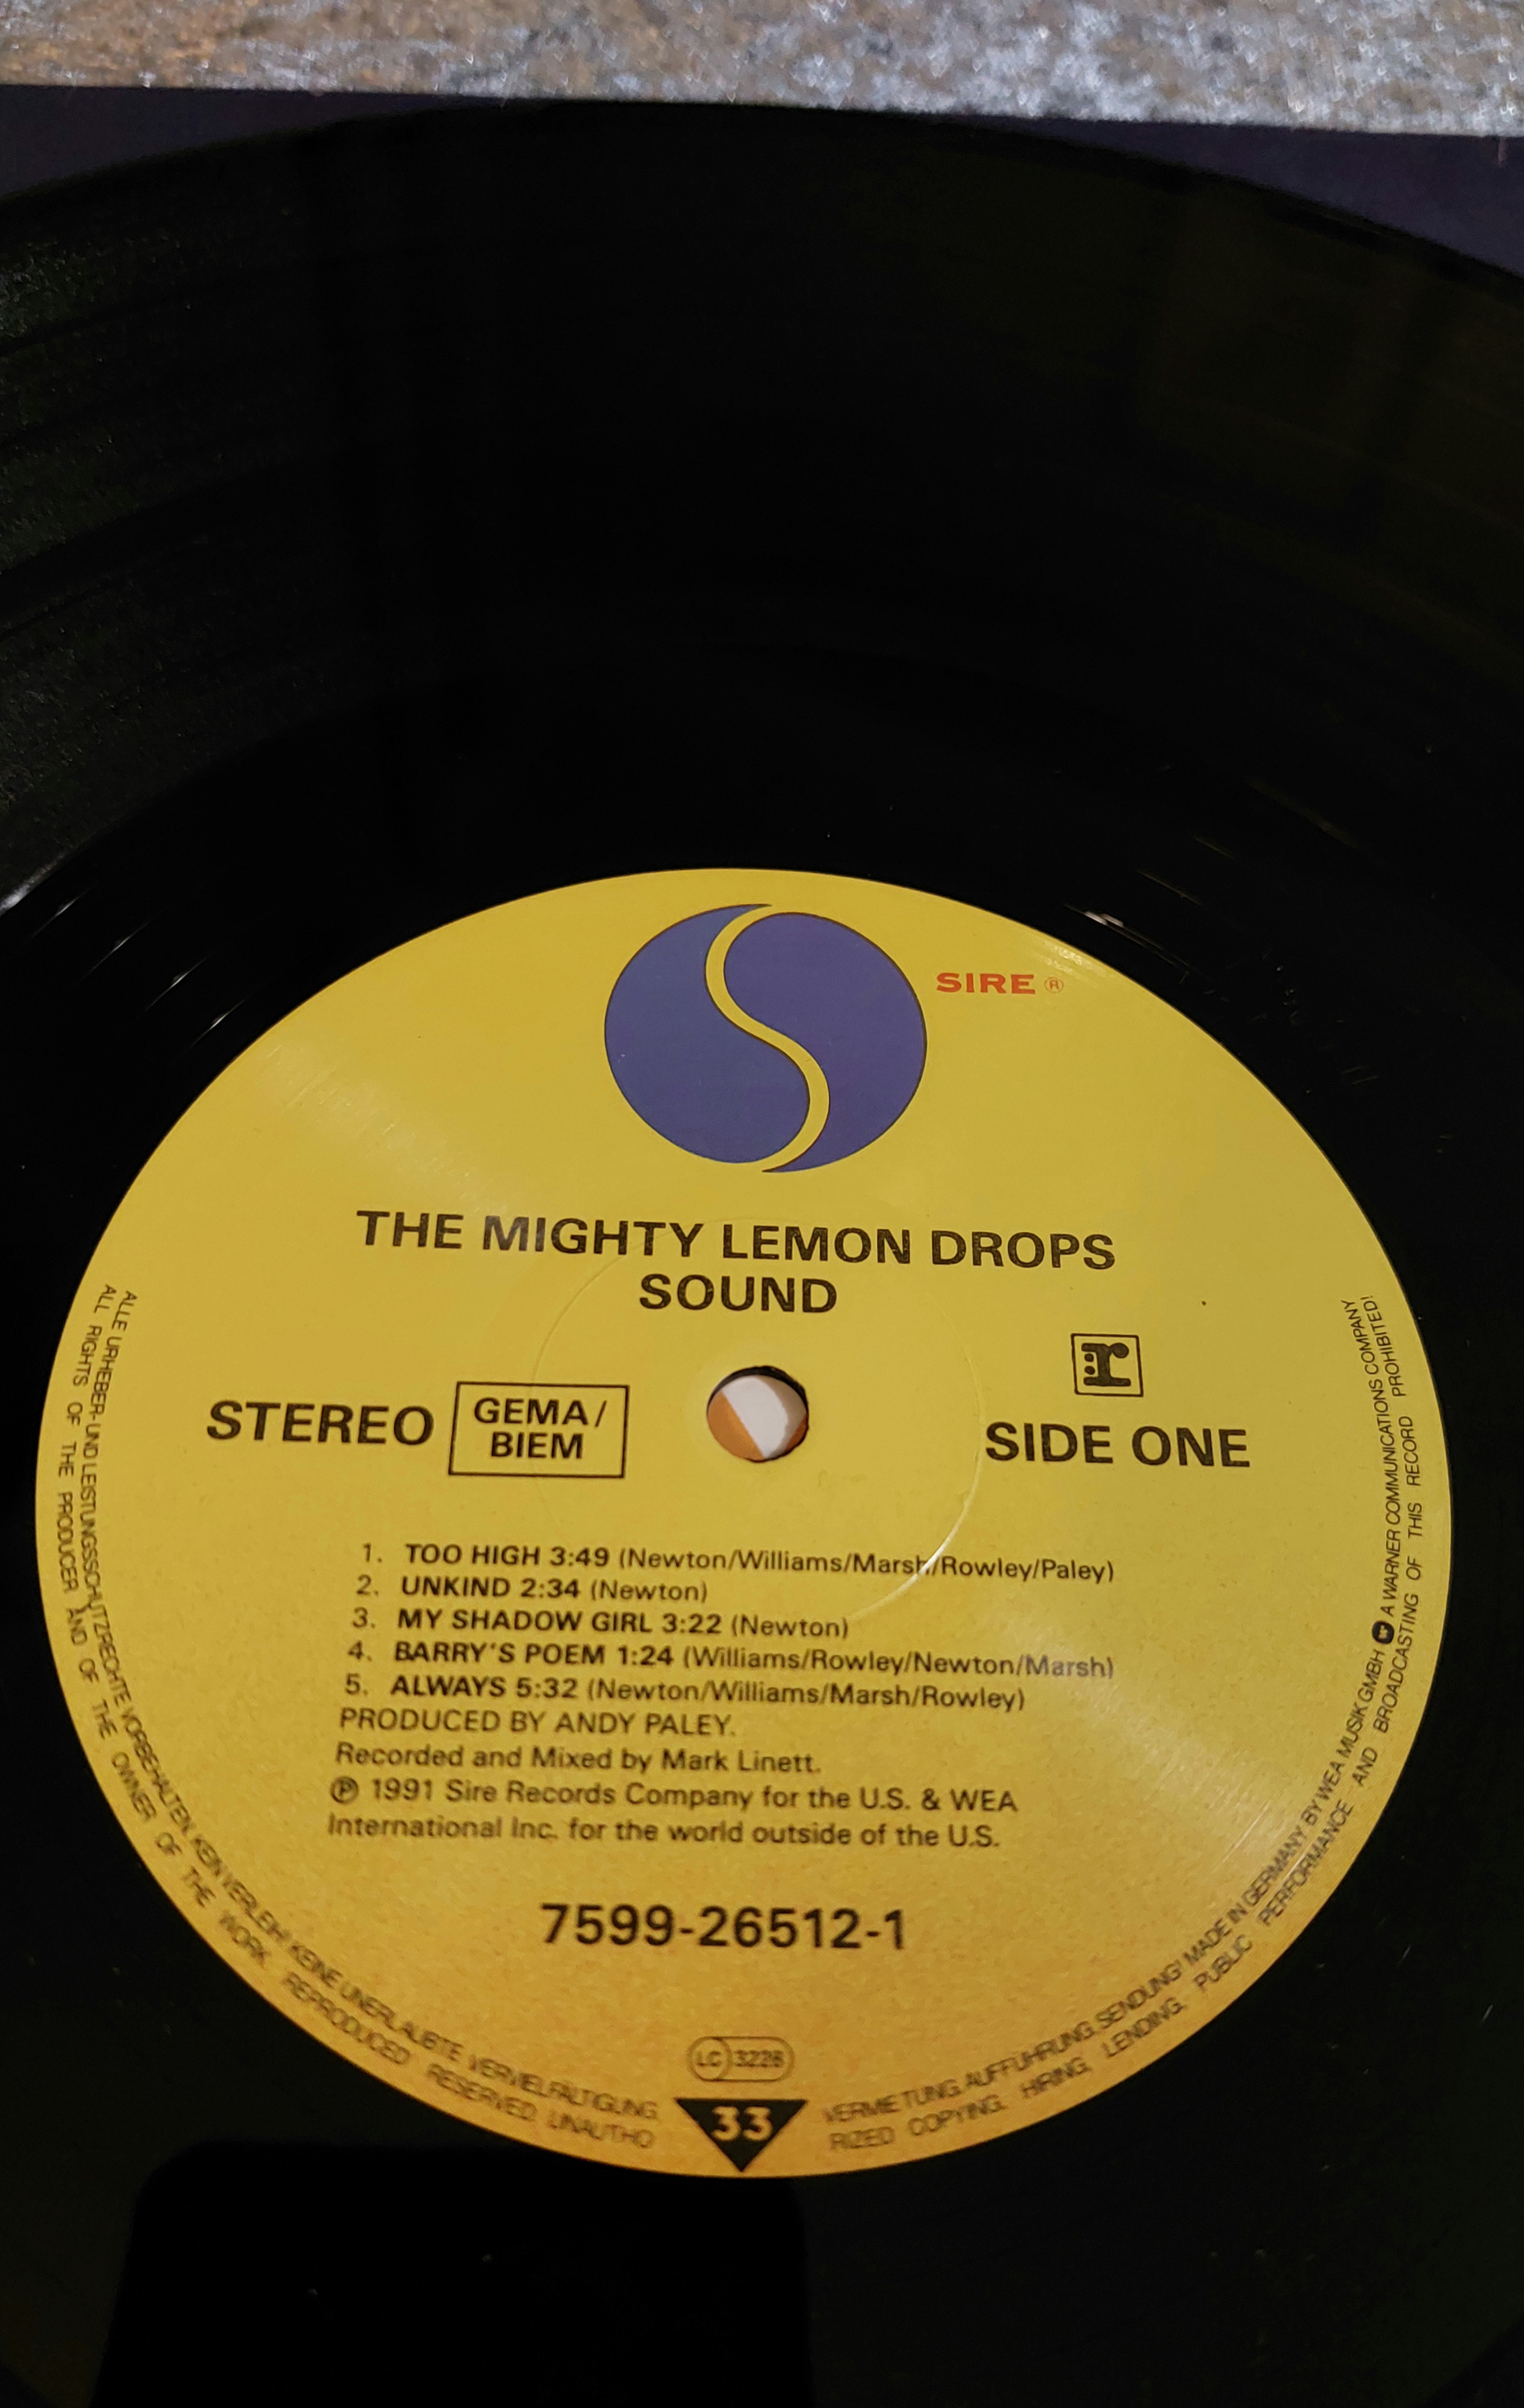 SIRE ®
THE MIGHTY LEMON DROPS
SOUND
r
STEREO
GEMA/
BIEM
SIDE ONE
1. TOO HIGH 3:49 (Newton/Williams/Marsh/Rowley/Paley)
2. UNKIND 2:34 (Newton)
3. MY SHADOW GIRL 3:22 (Newton)
4. BARRY'S POEM 1:24 (Williams/Rowley/Newton/Marsh)
5. ALWAYS 5:32 (Newton/Williams/Marsh/Rowley)
PRODUCED BY ANDY PALEY.
Recorded and Mixed by Mark Linett.
℗ 1991 Sire Records Company for the U.S. & WEA
International Inc. for the world outside of the U.S.
7599-26512-1
LC 3228
33
ALLE URHEBER- UND LEISTUNGSSCHUTZRECHTE VORBEHALTEN. KEIN VERLEIH! KEINE UNERLAUBTE VERVIELFÄLTIGUNG, VERMIETUNG, AUFFÜHRUNG, SENDUNG! MADE IN GERMANY BY WEA MUSIK GMBH A WARNER COMMUNICATIONS COMPANY
ALL RIGHTS OF THE PRODUCER AND OF THE OWNER OF THE WORK REPRODUCED RESERVED. UNAUTHORIZED COPYING, HIRING, LENDING, PUBLIC PERFORMANCE AND BROADCASTING OF THIS RECORD PROHIBITED!